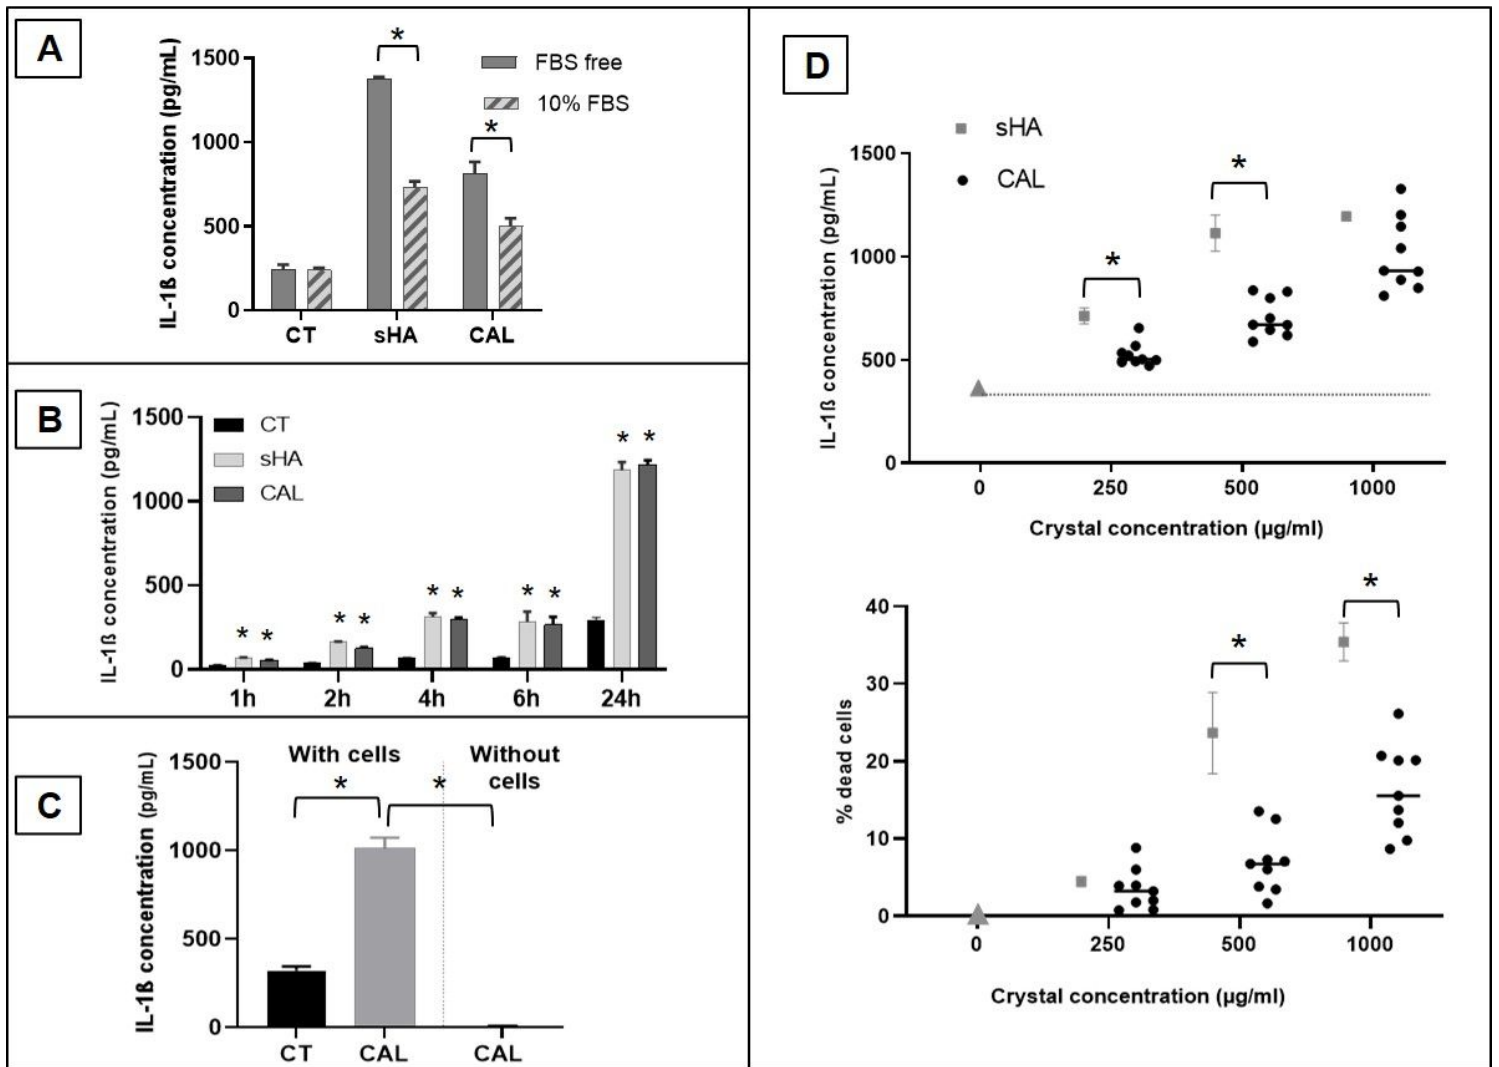 A
IL-1ß concentration (pg/mL)
1500
1000
500
0
*
*
FBS free
10% FBS
CT sHA CAL
B
IL-1ß concentration (pg/mL)
1500
1000
500
0
CT
sHA
CAL
* *
* *
* *
* *
* *
1h 2h 4h 6h 24h
C
IL-1ß concentration (pg/mL)
1500
1000
500
0
With cells
Without
cells
* *
CT CAL CAL
D
sHA
CAL
IL-1ß concentration (pg/mL)
1500
1000
500
0
*
*
0 250 500 1000
Crystal concentration (µg/ml)
% dead cells
40
30
20
10
0
*
*
0 250 500 1000
Crystal concentration (µg/ml)